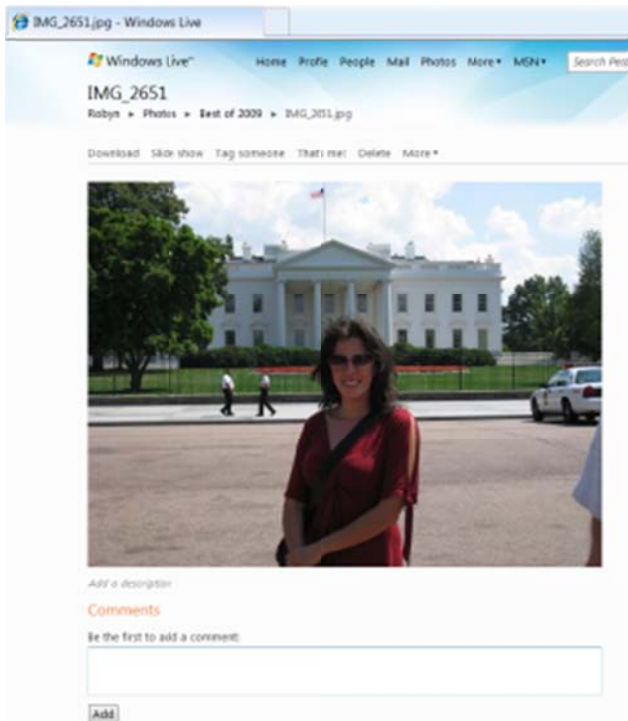 IMG_2651.jpg - Windows Live
Windows Live™
Home Profile People Mail Photos More▾ MSN▾
IMG_2651
Robyn ▸ Photos ▸ Best of 2009 ▸ IMG_2651.jpg
Download Slide show Tag someone That's me! Delete More▾
Add a description
Comments
Be the first to add a comment:
Add